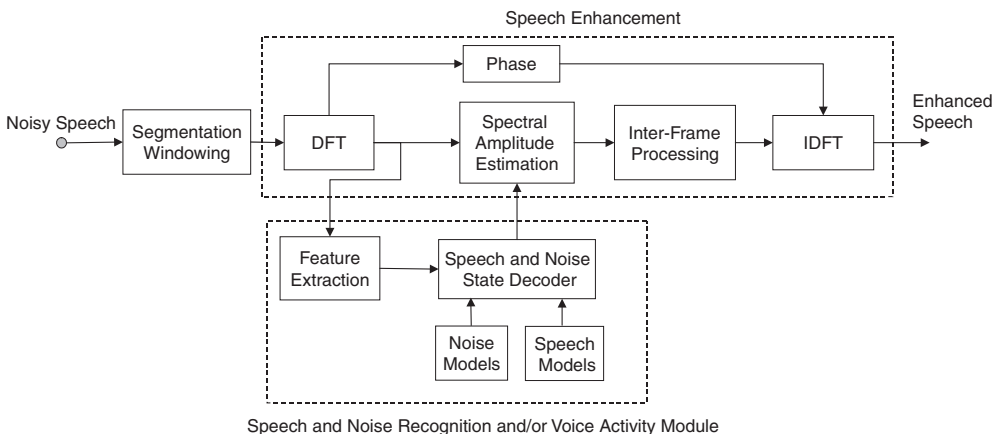 Speech Enhancement
Phase
Noisy Speech
Segmentation
Windowing
DFT
Spectral
Amplitude
Estimation
Inter-Frame
Processing
IDFT
Enhanced
Speech
Feature
Extraction
Speech and Noise
State Decoder
Noise
Models
Speech
Models
Speech and Noise Recognition and/or Voice Activity Module